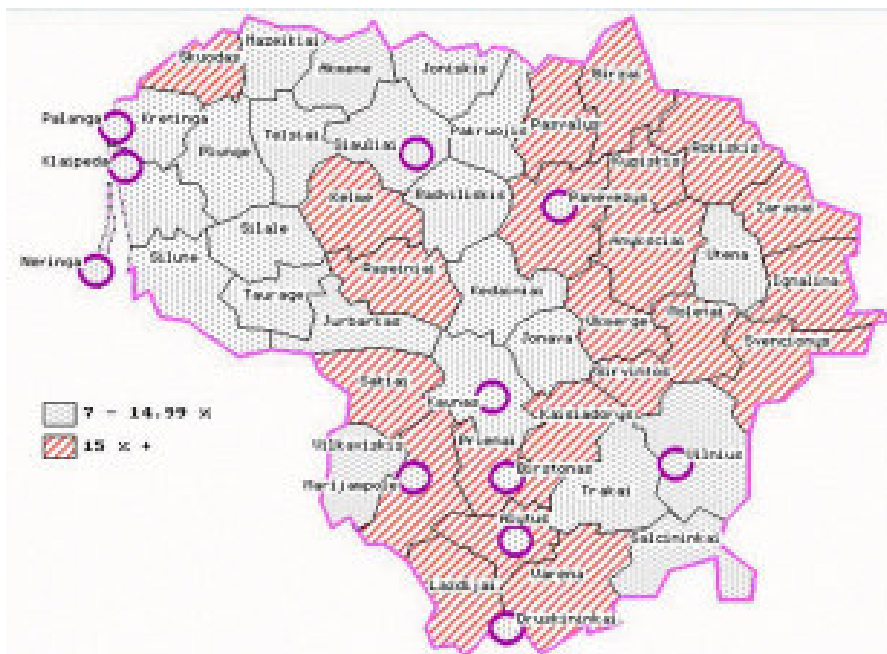 Mazeikiai
Skuodas
Akmene
Joniskis
Birzai
Palanga
Kretinga
Pasvalys
Pakruojis
Telsiai
Siauliai
Plunge
Klaipeda
Kupiskis
Rokiskis
Kelme
Radviliskis
Panevezys
Zarasai
Silale
Anyksciai
Utena
Neringa
Silute
Raseiniai
Ignalina
Taurage
Kedainiai
Jurbarkas
Ukmerge
Moletai
Jonava
Svencionys
Sirvintos
Sakiai
Kaunas
Kaisiadorys
7 - 14.99 %
15 % +
Vilkaviskis
Prienai
Vilnius
Birstonas
Marijampole
Trakai
Alytus
Salcininkai
Varena
Lazdijai
Druskininkai